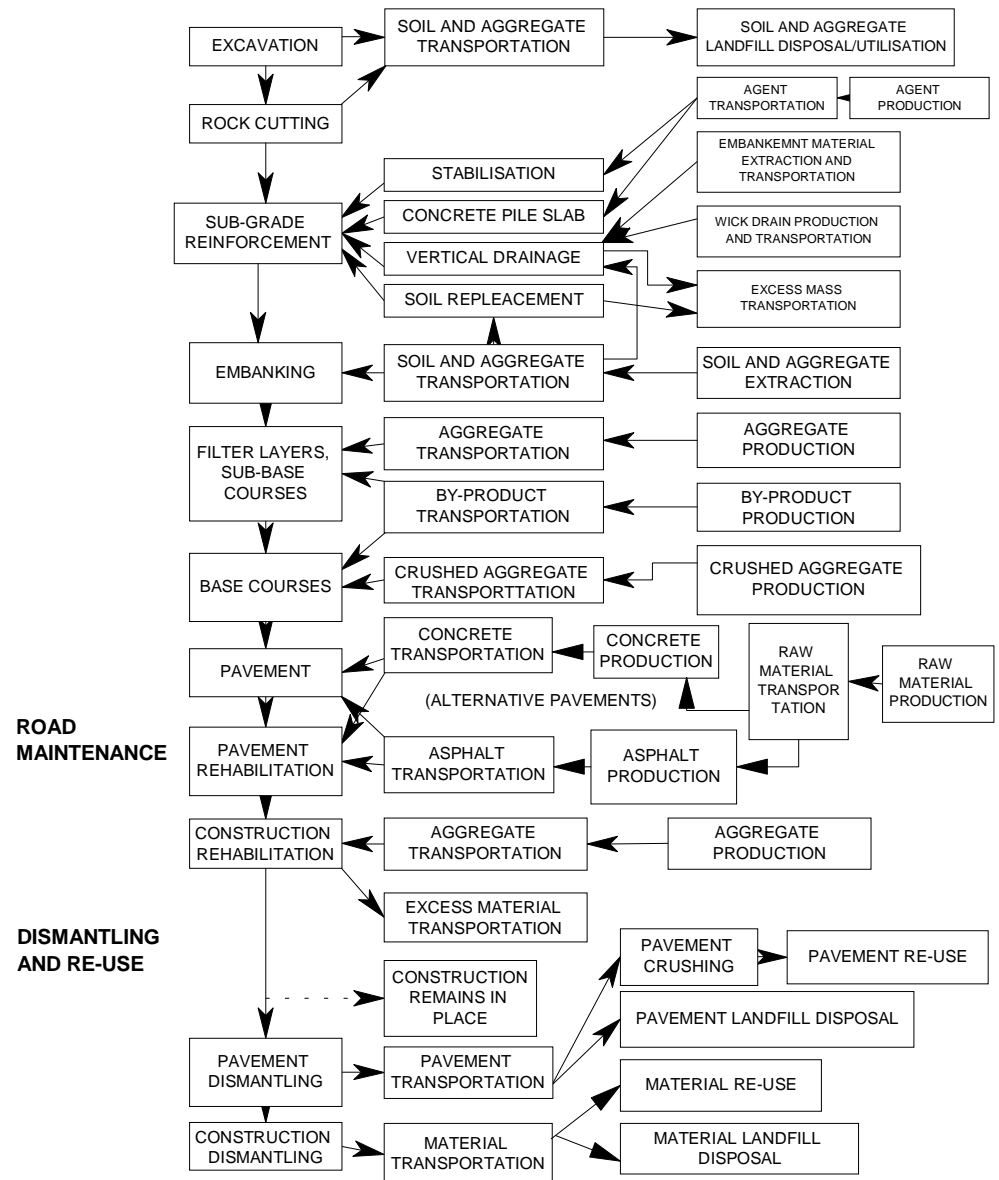 EXCAVATION
SOIL AND AGGREGATE
TRANSPORTATION
SOIL AND AGGREGATE
LANDFILL DISPOSAL/UTILISATION
ROCK CUTTING
AGENT
TRANSPORTATION
AGENT
PRODUCTION
STABILISATION
EMBANKEMNT MATERIAL
EXTRACTION AND
TRANSPORTATION
SUB-GRADE
REINFORCEMENT
CONCRETE PILE SLAB
WICK DRAIN PRODUCTION
AND TRANSPORTATION
VERTICAL DRAINAGE
SOIL REPLEACEMENT
EXCESS MASS
TRANSPORTATION
EMBANKING
SOIL AND AGGREGATE
TRANSPORTATION
SOIL AND AGGREGATE
EXTRACTION
FILTER LAYERS,
SUB-BASE
COURSES
AGGREGATE
TRANSPORTATION
AGGREGATE
PRODUCTION
BY-PRODUCT
TRANSPORTATION
BY-PRODUCT
PRODUCTION
BASE COURSES
CRUSHED AGGREGATE
TRANSPORTTATION
CRUSHED AGGREGATE
PRODUCTION
PAVEMENT
CONCRETE
TRANSPORTATION
CONCRETE
PRODUCTION
RAW
MATERIAL
TRANSPOR
TATION
RAW
MATERIAL
PRODUCTION
(ALTERNATIVE PAVEMENTS)
ROAD
MAINTENANCE
PAVEMENT
REHABILITATION
ASPHALT
TRANSPORTATION
ASPHALT
PRODUCTION
CONSTRUCTION
REHABILITATION
AGGREGATE
TRANSPORTATION
AGGREGATE
PRODUCTION
EXCESS MATERIAL
TRANSPORTATION
DISMANTLING
AND RE-USE
PAVEMENT
CRUSHING
PAVEMENT RE-USE
CONSTRUCTION
REMAINS IN
PLACE
PAVEMENT LANDFILL DISPOSAL
PAVEMENT
DISMANTLING
PAVEMENT
TRANSPORTATION
MATERIAL RE-USE
CONSTRUCTION
DISMANTLING
MATERIAL
TRANSPORTATION
MATERIAL LANDFILL
DISPOSAL